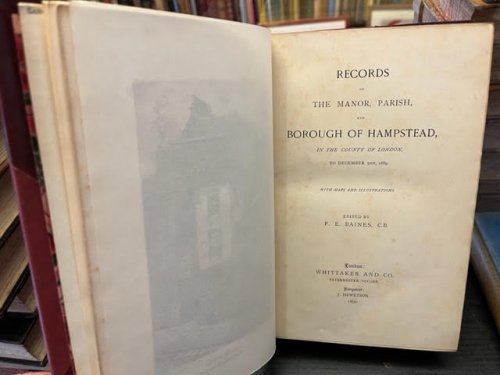 RECORDS
OF
THE MANOR, PARISH,
AND
BOROUGH OF HAMPSTEAD,
IN THE COUNTY OF LONDON,
TO DECEMBER 31ST, 1889.
WITH MAPS AND ILLUSTRATIONS
EDITED BY
F. E. BAINES, C.B.
London:
WHITTAKER AND CO.
PATERNOSTER SQUARE
Hampstead:
J. HEWETSON
1890